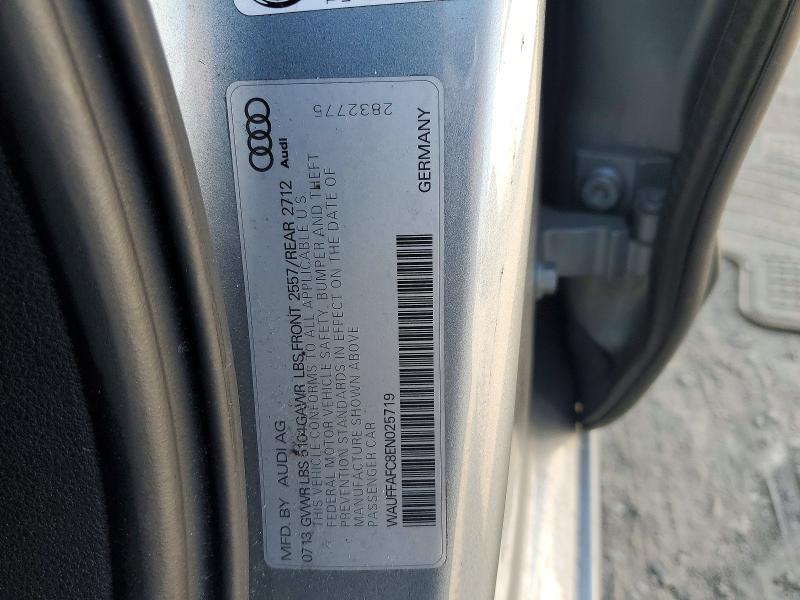 MFD. BY AUDI AG
0713 GVWR LBS 5104 GAWR LBS FRONT 2557/REAR 2712
THIS VEHICLE CONFORMS TO ALL APPLICABLE U S
FEDERAL MOTOR VEHICLE SAFETY, BUMPER AND THEFT
PREVENTION STANDARDS IN EFFECT ON THE DATE OF
MANUFACTURE SHOWN ABOVE
PASSENGER CAR
WAUFFAFC8EN025719
Audi
2832775
GERMANY